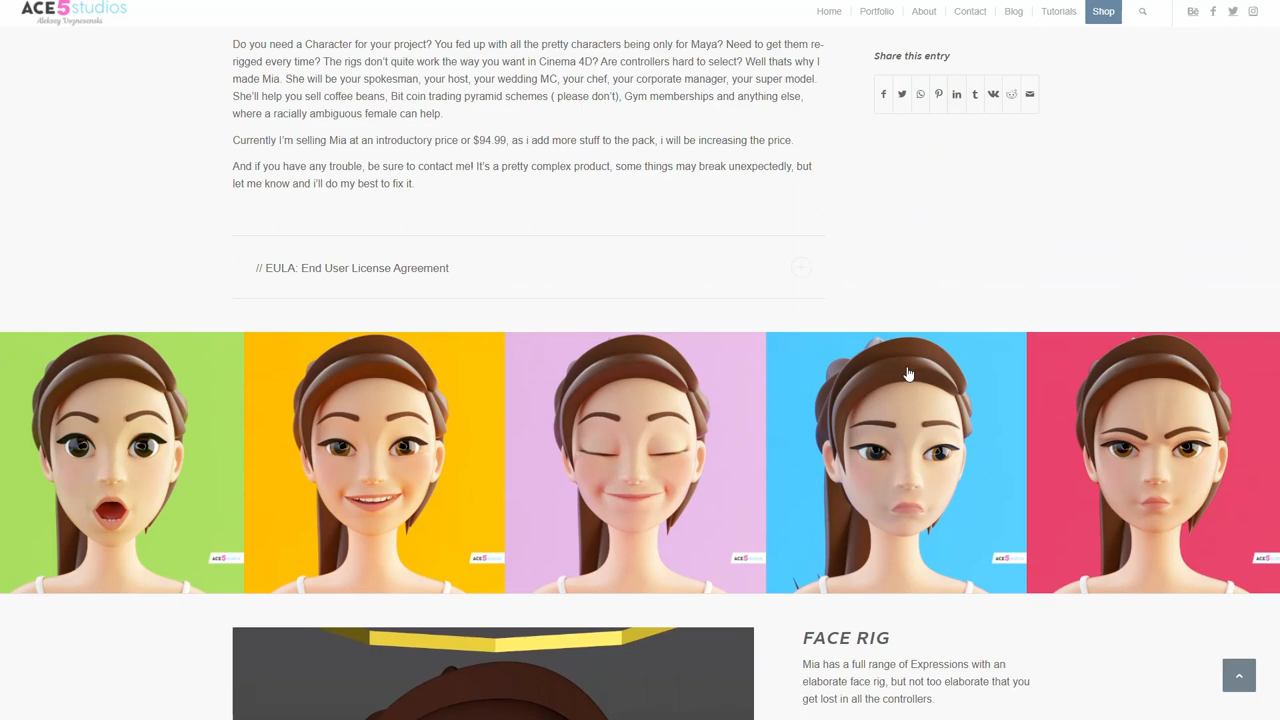 ACE5studios
Aleksey Voznesenski
Home
Portfolio
About
Contact
Blog
Tutorials
Shop
Do you need a Character for your project? You fed up with all the pretty characters being only for Maya? Need to get them re-
rigged every time? The rigs don't quite work the way you want in Cinema 4D? Are controllers hard to select? Well thats why I
made Mia. She will be your spokesman, your host, your wedding MC, your chef, your corporate manager, your super model.
She'll help you sell coffee beans, Bit coin trading pyramid schemes ( please don't), Gym memberships and anything else,
where a racially ambiguous female can help.
Currently I'm selling Mia at an introductory price or $94.99, as i add more stuff to the pack, i will be increasing the price.
And if you have any trouble, be sure to contact me! It's a pretty complex product, some things may break unexpectedly, but
let me know and i'll do my best to fix it.
Share this entry
// EULA: End User License Agreement
ACE5studios
ACE5studios
ACE5studios
ACE5studios
ACE5studios
FACE RIG
Mia has a full range of Expressions with an
elaborate face rig, but not too elaborate that you
get lost in all the controllers.